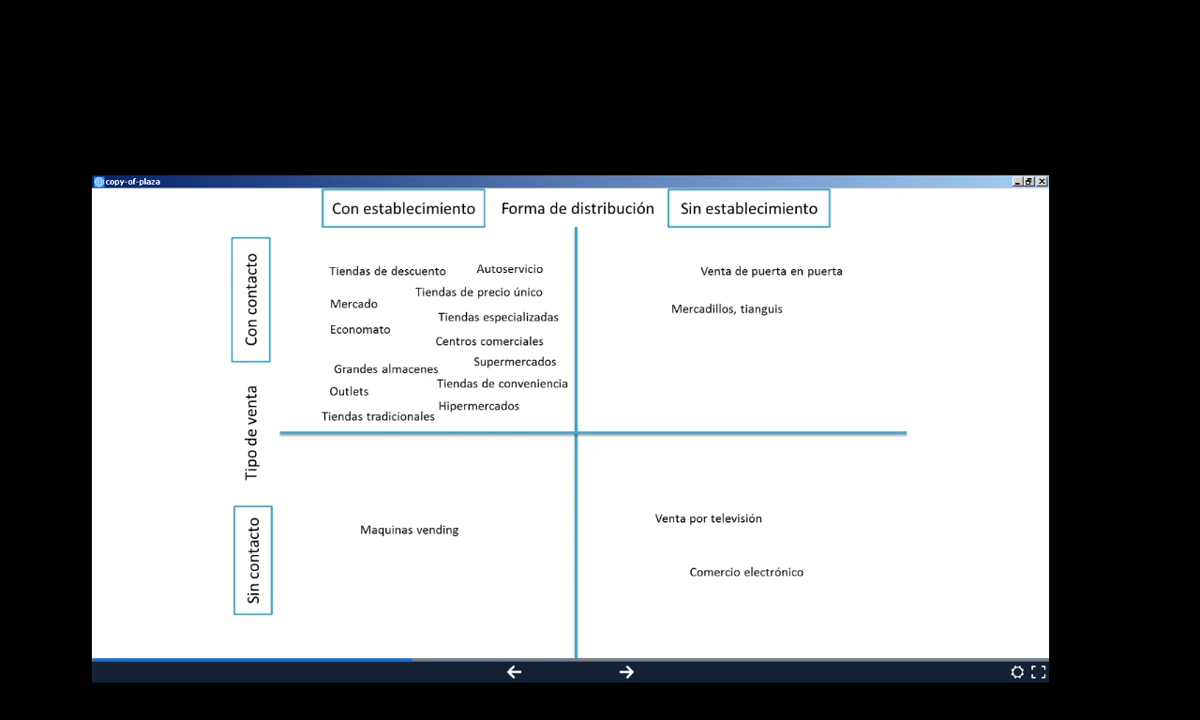 copy-of-plaza
Con establecimiento
Forma de distribución
Sin establecimiento
Con contacto
Tipo de venta
Sin contacto
Tiendas de descuento
Autoservicio
Tiendas de precio único
Mercado
Tiendas especializadas
Economato
Centros comerciales
Supermercados
Grandes almacenes
Tiendas de conveniencia
Outlets
Hipermercados
Tiendas tradicionales
Venta de puerta en puerta
Mercadillos, tianguis
Maquinas vending
Venta por televisión
Comercio electrónico